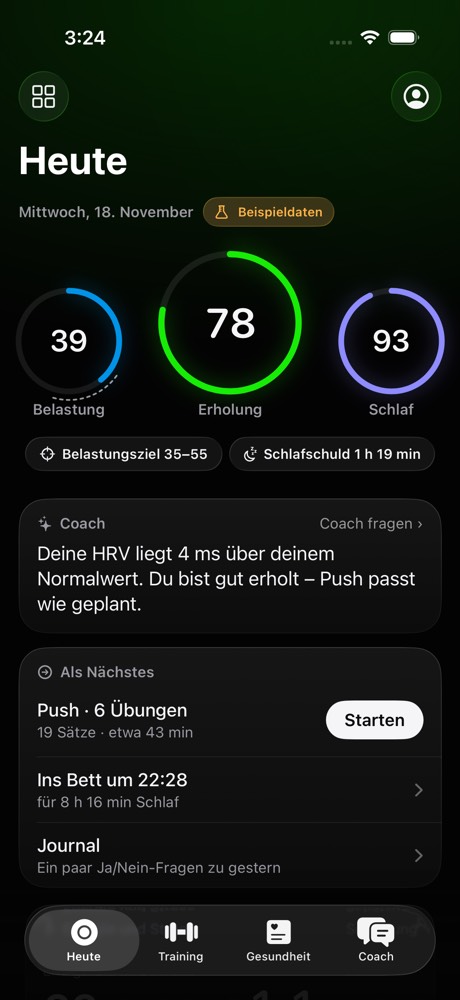 3:24
Heute
Mittwoch, 18. November
Beispieldaten
39
78
93
Belastung
Erholung
Schlaf
Belastungsziel 35–55
Schlafschuld 1 h 19 min
Coach
Coach fragen ›
Deine HRV liegt 4 ms über deinem
Normalwert. Du bist gut erholt – Push passt
wie geplant.
Als Nächstes
Push · 6 Übungen
19 Sätze · etwa 43 min
Starten
Ins Bett um 22:28
für 8 h 16 min Schlaf
Journal
Ein paar Ja/Nein-Fragen zu gestern
Heute
Training
Gesundheit
Coach